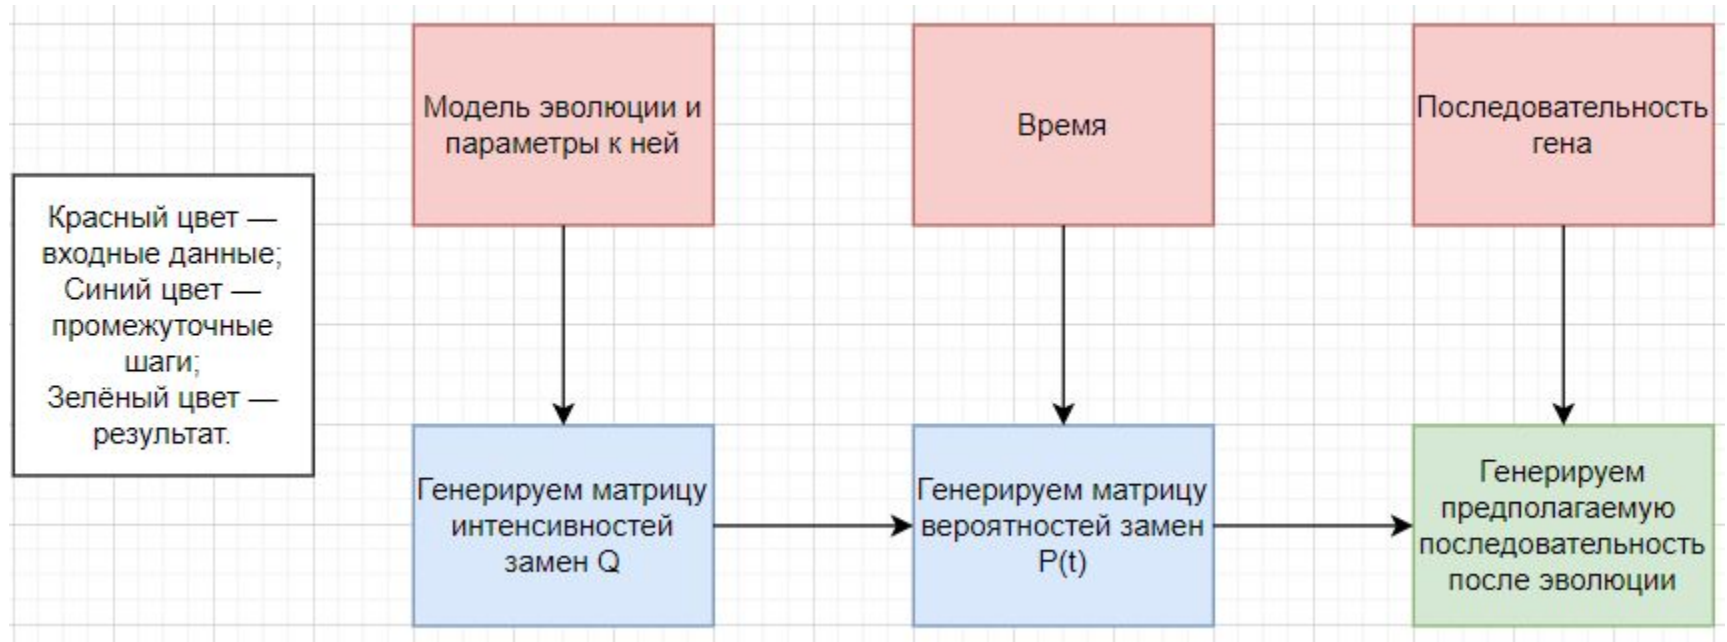 Модель эволюции и
параметры к ней
Время
Последовательность
гена
Красный цвет —
входные данные;
Синий цвет —
промежуточные
шаги;
Зелёный цвет —
результат.
Генерируем матрицу
интенсивностей
замен Q
Генерируем матрицу
вероятностей замен
P(t)
Генерируем
предполагаемую
последовательность
после эволюции